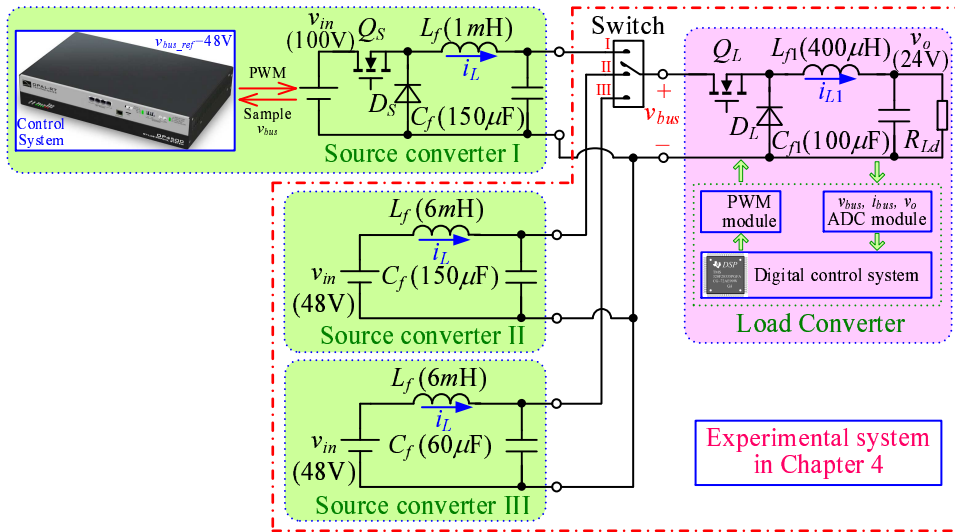 v_bus_ref−48V
Control
System
PWM
Sample
v_bus
v_in
(100V)
Q_S
D_S
L_f(1mH)
i_L
C_f(150μF)
Source converter I
Switch
I
II
III
+
v_bus
−
Q_L
D_L
L_f1(400μH)
i_L1
v_o
(24V)
C_f1(100μF)
R_Ld
PWM
module
v_bus, i_bus, v_o
ADC module
DSP
Digital control system
Load Converter
L_f(6mH)
i_L
v_in
(48V)
C_f(150μF)
Source converter II
L_f(6mH)
i_L
v_in
(48V)
C_f(60μF)
Source converter III
Experimental system
in Chapter 4